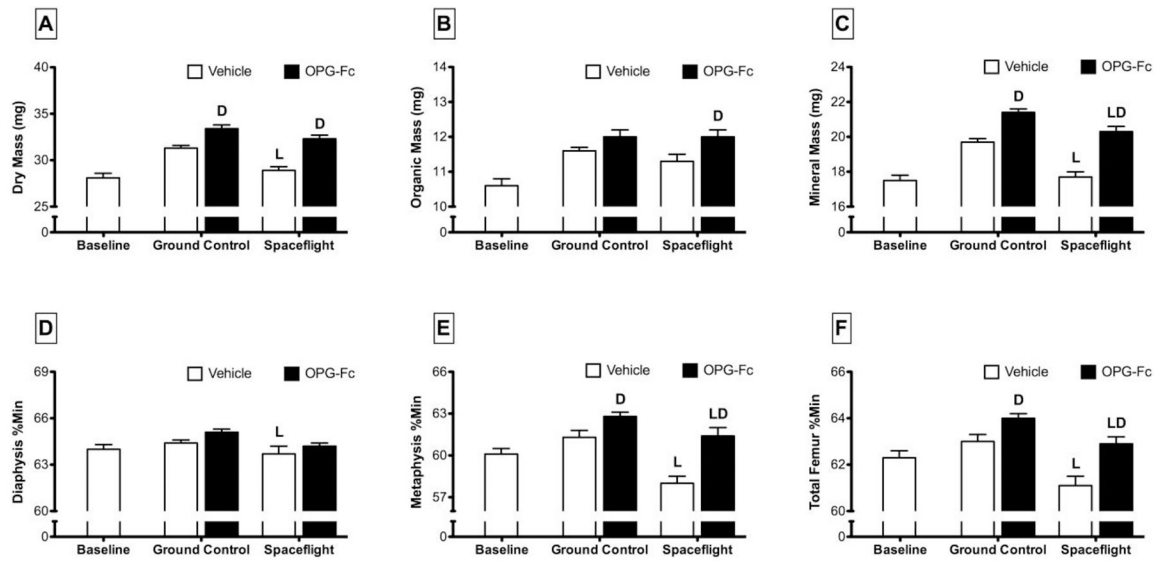 A
Dry Mass (mg)
40
35
30
25
0
Vehicle OPG-Fc
D
L
D
Baseline Ground Control Spaceflight
B
Organic Mass (mg)
14
13
12
11
10
0
Vehicle OPG-Fc
D
Baseline Ground Control Spaceflight
C
Mineral Mass (mg)
24
22
20
18
16
0
Vehicle OPG-Fc
D
L
LD
Baseline Ground Control Spaceflight
D
Diaphysis %Min
69
66
63
60
0
Vehicle OPG-Fc
L
Baseline Ground Control Spaceflight
E
Metaphysis %Min
66
63
60
57
0
Vehicle OPG-Fc
D
L
LD
Baseline Ground Control Spaceflight
F
Total Femur %Min
66
64
62
60
0
Vehicle OPG-Fc
D
L
LD
Baseline Ground Control Spaceflight